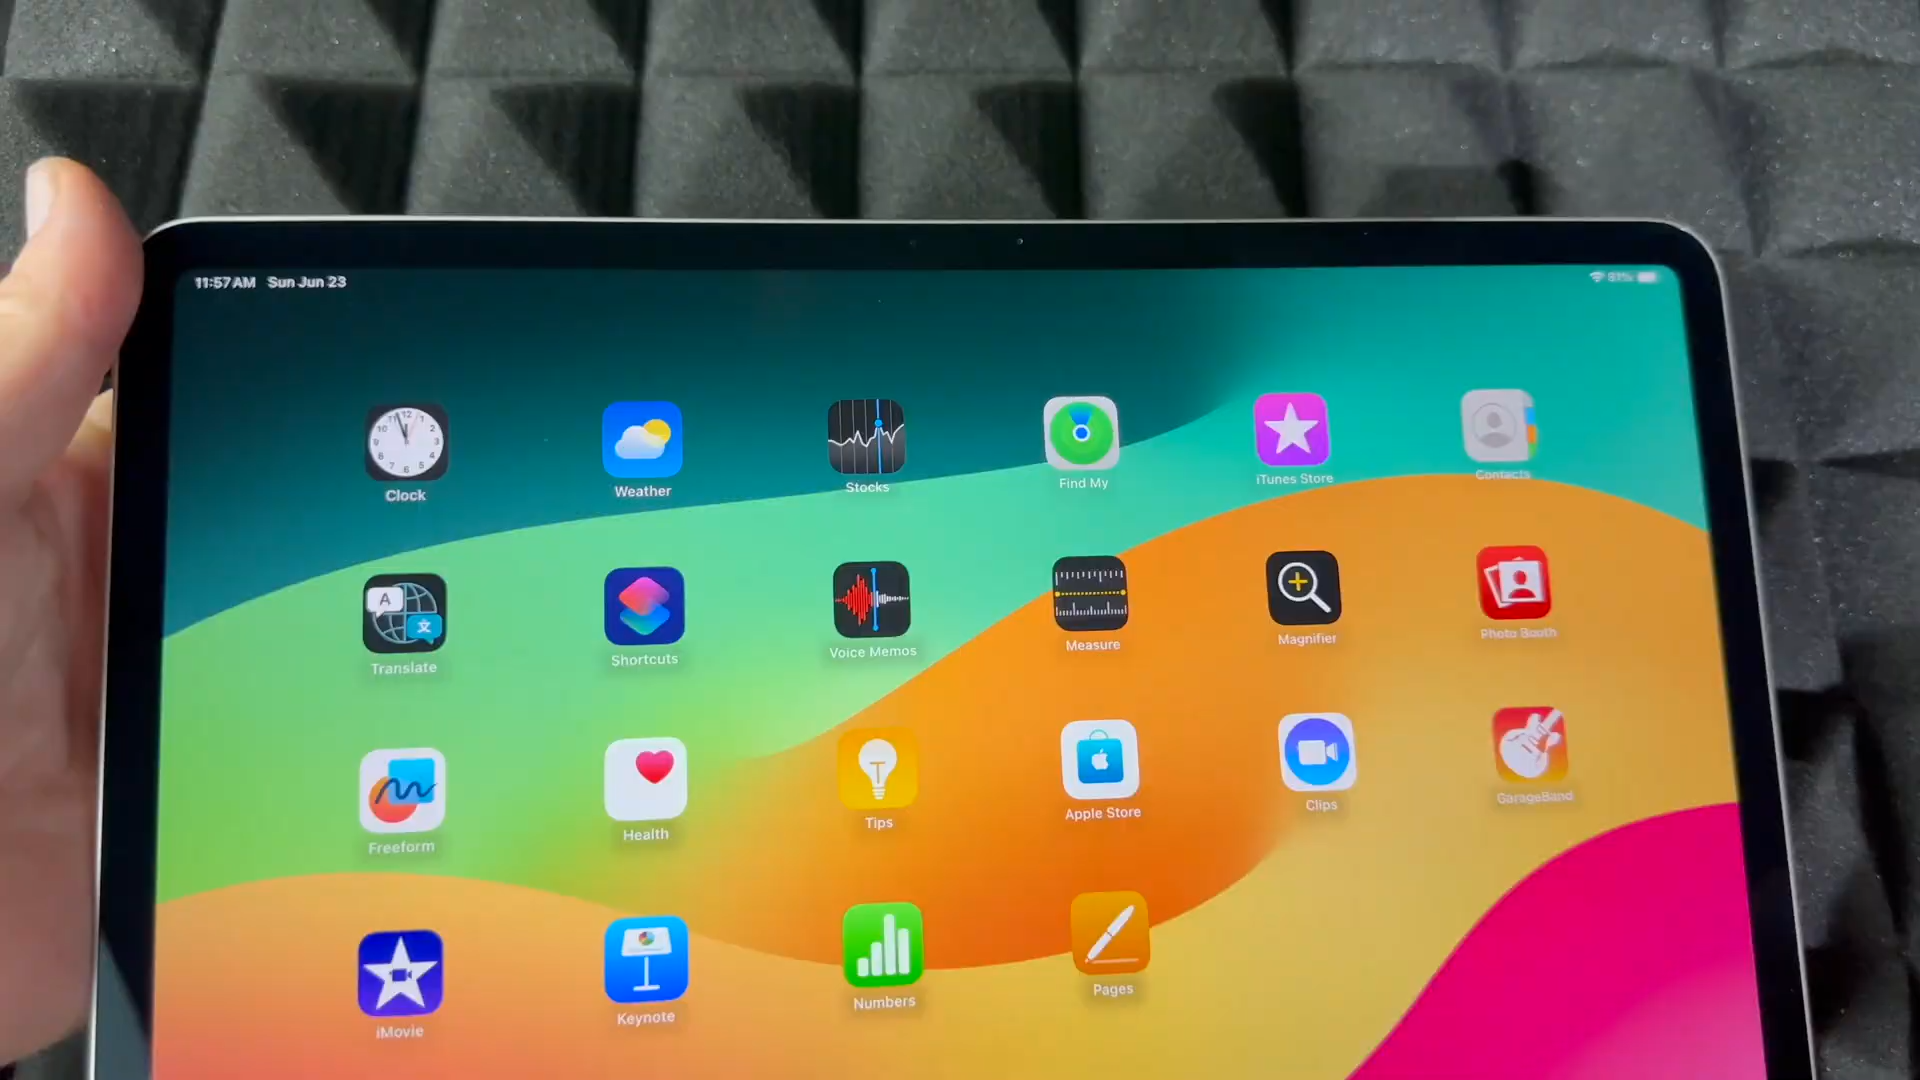 11:57 AM Sun Jun 23
81%
Clock Weather Stocks Find My iTunes Store Contacts
Translate Shortcuts Voice Memos Measure Magnifier Photo Booth
Freeform Health Tips Apple Store Clips GarageBand
iMovie Keynote Numbers Pages